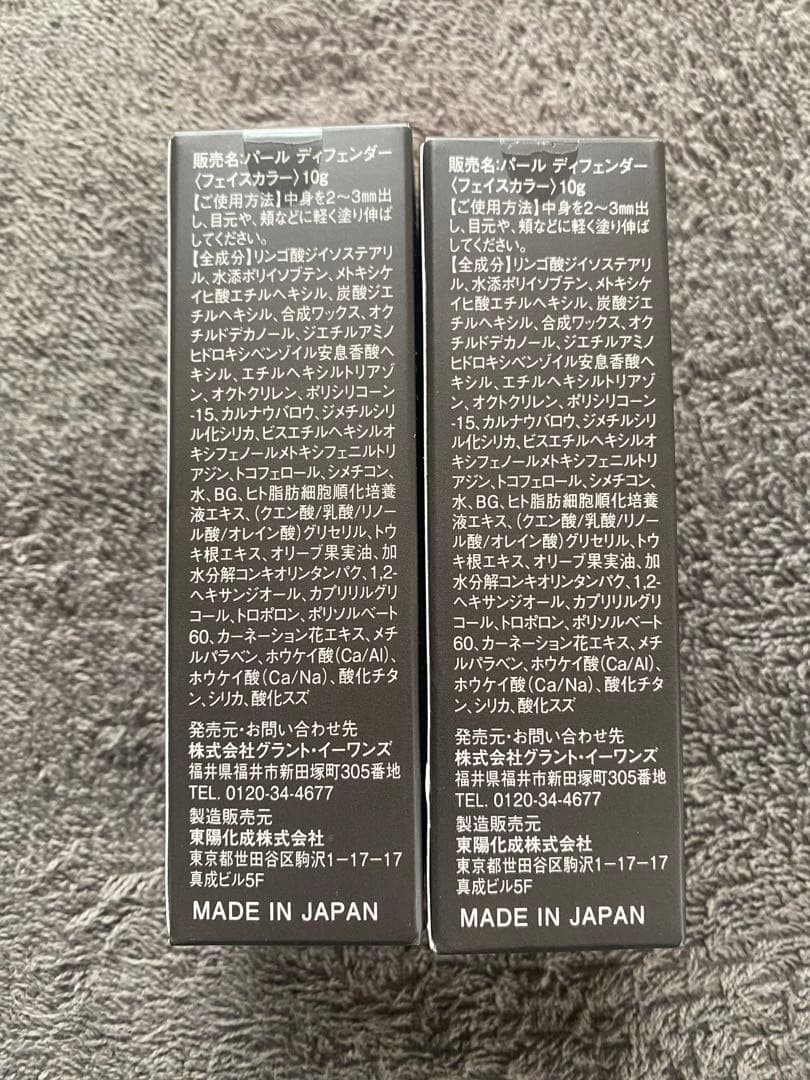 販売名:パール ディフェンダー
〈フェイスカラー〉10g
【ご使用方法】中身を2〜3mm出
し、目元や、頬などに軽く塗り伸ば
してください。
【全成分】リンゴ酸ジイソステアリ
ル、水添ポリイソブテン、メトキシケ
イヒ酸エチルヘキシル、炭酸ジエ
チルヘキシル、合成ワックス、オク
チルドデカノール、ジエチルアミノ
ヒドロキシベンゾイル安息香酸ヘ
キシル、エチルヘキシルトリアゾ
ン、オクトクリレン、ポリシリコーン
-15、カルナウバロウ、ジメチルシリ
ル化シリカ、ビスエチルヘキシルオ
キシフェノールメトキシフェニルトリ
アジン、トコフェロール、シメチコン、
水、BG、ヒト脂肪細胞順化培養
液エキス、(クエン酸/乳酸/リノー
ル酸/オレイン酸)グリセリル、トウ
キ根エキス、オリーブ果実油、加
水分解コンキオリンタンパク、1,2-
ヘキサンジオール、カプリリルグリ
コール、トロポロン、ポリソルベート
60、カーネーション花エキス、メチ
ルパラベン、ホウケイ酸(Ca/Al)、
ホウケイ酸(Ca/Na)、酸化チタ
ン、シリカ、酸化スズ
発売元・お問い合わせ先
株式会社グラント・イーワンズ
福井県福井市新田塚町305番地
TEL. 0120-34-4677
製造販売元
東陽化成株式会社
東京都世田谷区駒沢1-17-17
真成ビル5F
MADE IN JAPAN
販売名:パール ディフェンダー
〈フェイスカラー〉10g
【ご使用方法】中身を2〜3mm出
し、目元や、頬などに軽く塗り伸ば
してください。
【全成分】リンゴ酸ジイソステアリ
ル、水添ポリイソブテン、メトキシケ
イヒ酸エチルヘキシル、炭酸ジエ
チルヘキシル、合成ワックス、オク
チルドデカノール、ジエチルアミノ
ヒドロキシベンゾイル安息香酸ヘ
キシル、エチルヘキシルトリアゾ
ン、オクトクリレン、ポリシリコーン
-15、カルナウバロウ、ジメチルシリ
ル化シリカ、ビスエチルヘキシルオ
キシフェノールメトキシフェニルトリ
アジン、トコフェロール、シメチコン、
水、BG、ヒト脂肪細胞順化培養
液エキス、(クエン酸/乳酸/リノー
ル酸/オレイン酸)グリセリル、トウ
キ根エキス、オリーブ果実油、加
水分解コンキオリンタンパク、1,2-
ヘキサンジオール、カプリリルグリ
コール、トロポロン、ポリソルベート
60、カーネーション花エキス、メチ
ルパラベン、ホウケイ酸(Ca/Al)、
ホウケイ酸(Ca/Na)、酸化チタ
ン、シリカ、酸化スズ
発売元・お問い合わせ先
株式会社グラント・イーワンズ
福井県福井市新田塚町305番地
TEL. 0120-34-4677
製造販売元
東陽化成株式会社
東京都世田谷区駒沢1-17-17
真成ビル5F
MADE IN JAPAN